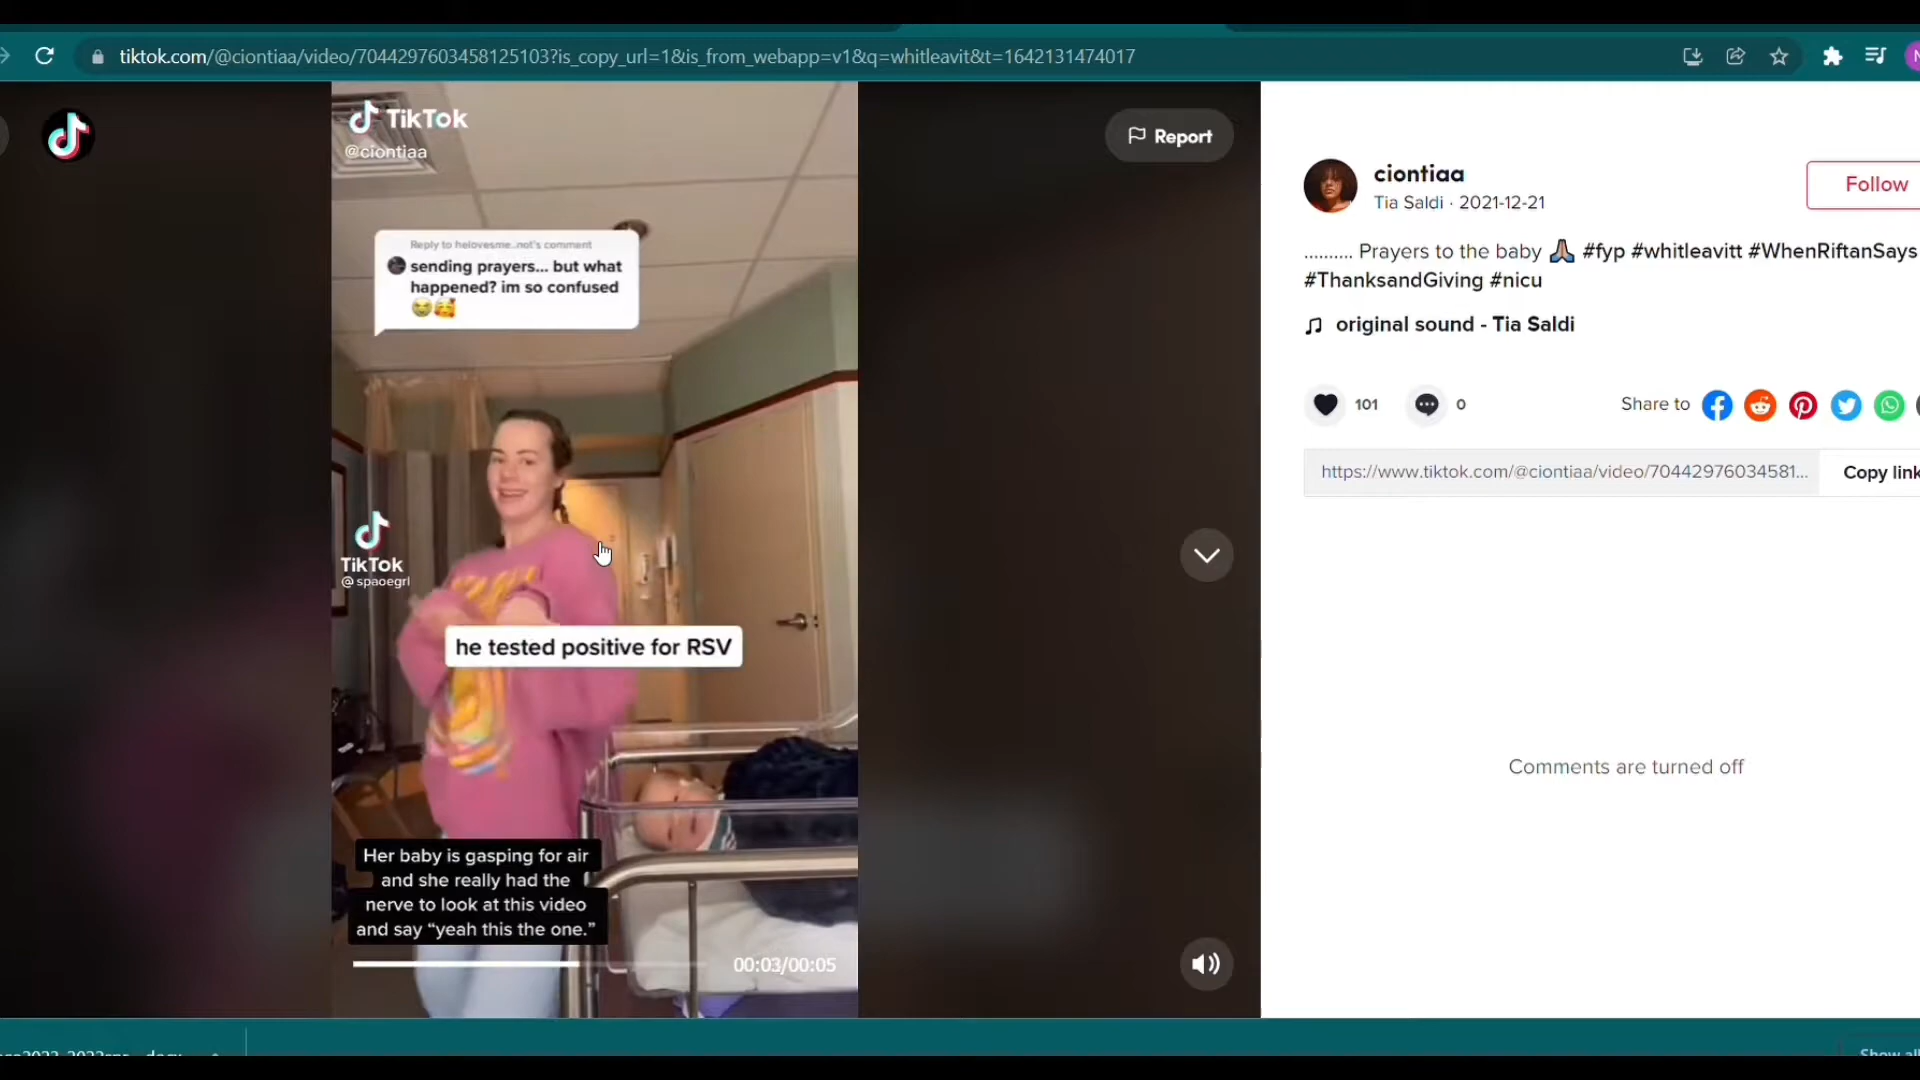 tiktok.com/@ciontiaa/video/7044297603458125103?is_copy_url=1&is_from_webapp=v1&q=whitleavit&t=1642131474017
TikTok
@ciontiaa
Report
Reply to helovesme..not's comment
sending prayers... but what
happened? im so confused
😭🥰
TikTok
@spaoegrl
he tested positive for RSV
Her baby is gasping for air
and she really had the
nerve to look at this video
and say “yeah this the one.”
00:03/00:05
ciontiaa
Tia Saldi · 2021-12-21
Follow
.......... Prayers to the baby 🙏🏽 #fyp #whitleavitt #WhenRiftanSays
#ThanksandGiving #nicu
original sound - Tia Saldi
101
0
Share to
https://www.tiktok.com/@ciontiaa/video/70442976034581...
Copy link
Comments are turned off
Show all